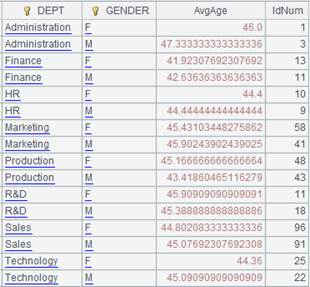 DEPT GENDER AvgAge IdNum
Administration F 46.0 1
Administration M 47.333333333333336 3
Finance F 41.92307692307692 13
Finance M 42.63636363636363 11
HR F 44.4 10
HR M 44.44444444444444 9
Marketing F 45.43103448275862 58
Marketing M 45.90243902439025 41
Production F 45.166666666666664 48
Production M 43.41860465116279 43
R&D F 45.90909090909091 11
R&D M 45.388888888888886 18
Sales F 44.802083333333336 96
Sales M 45.07692307692308 91
Technology F 44.36 25
Technology M 45.09090909090909 22